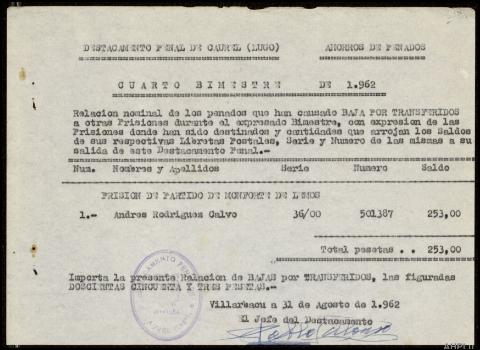 DESTACAMENTO PENAL DE CAUREL (LUGO) AHORROS DE PENADOS
CUARTO BIMESTRE DE 1.962
Relacion nominal de los penados que han causado BAJA POR TRANSFERIDOS
a otras Prisiones durante el expresado Bimestre, con expresion de las
Prisiones donde han sido destinados y cantidades que arrojan los Saldos
de sus respectivas Libretas Postales, Serie y Numero de las mismas a su
salida de este Destacamento Penal.-
Num. Nombres y Apellidos Serie Numero Saldo
PRISION DE PARTIDO DE MONFORTE DE LEMOS
1.- Andres Rodriguez Calvo 36/00 501387 253,00
Total pesetas . . 253,00
Importa la presente Relacion de BAJAS por TRANSFERIDOS, las figuradas
DOSCIENTAS CINCUENTA Y TRES PESETAS.-
Villarbacu a 31 de Agosto de 1.962
El Jefe del Destacamento